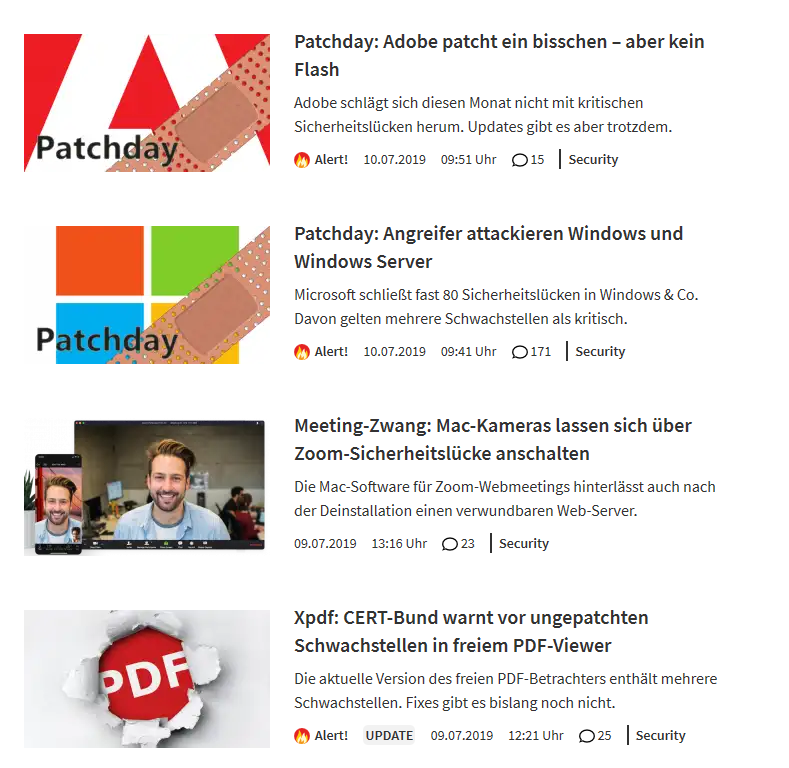 Patchday: Adobe patcht ein bisschen – aber kein
Flash
Adobe schlägt sich diesen Monat nicht mit kritischen
Sicherheitslücken herum. Updates gibt es aber trotzdem.
Patchday
Alert! 10.07.2019 09:51 Uhr 15 Security
Patchday: Angreifer attackieren Windows und
Windows Server
Microsoft schließt fast 80 Sicherheitslücken in Windows & Co.
Davon gelten mehrere Schwachstellen als kritisch.
Patchday
Alert! 10.07.2019 09:41 Uhr 171 Security
Meeting-Zwang: Mac-Kameras lassen sich über
Zoom-Sicherheitslücke anschalten
Die Mac-Software für Zoom-Webmeetings hinterlässt auch nach
der Deinstallation einen verwundbaren Web-Server.
09.07.2019 13:16 Uhr 23 Security
Xpdf: CERT-Bund warnt vor ungepatchten
Schwachstellen in freiem PDF-Viewer
PDF
Die aktuelle Version des freien PDF-Betrachters enthält mehrere
Schwachstellen. Fixes gibt es bislang noch nicht.
Alert! UPDATE 09.07.2019 12:21 Uhr 25 Security